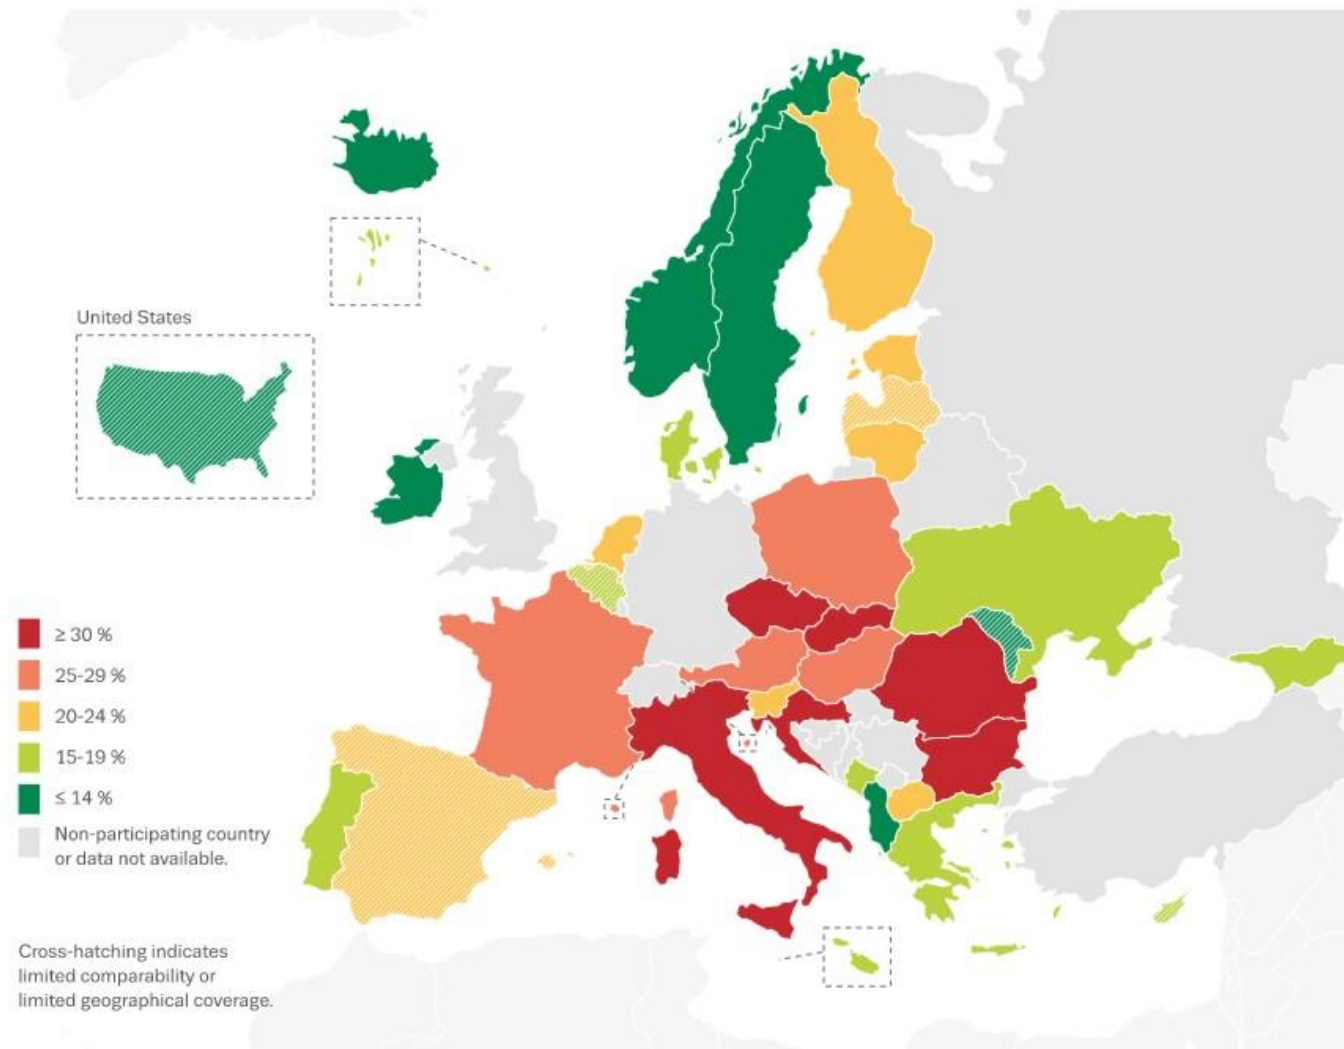 United States
≥ 30 %
25-29 %
20-24 %
15-19 %
≤ 14 %
Non-participating country
or data not available.
Cross-hatching indicates
limited comparability or
limited geographical coverage.